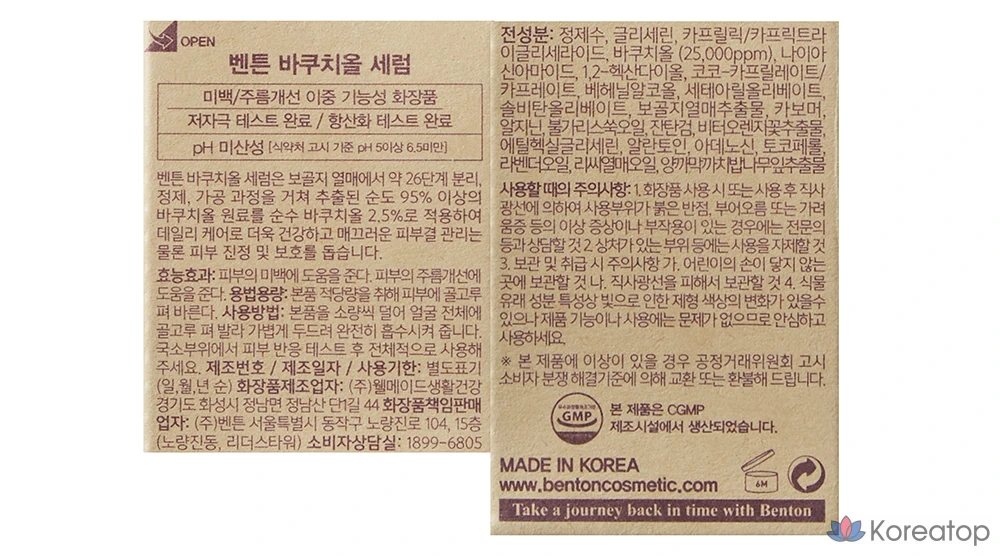 OPEN
벤튼 바쿠치올 세럼
미백/주름개선 이중 기능성 화장품
저자극 테스트 완료 / 항산화 테스트 완료
pH 미산성 [식약처 고시 기준 pH 5이상 6.5미만]
벤튼 바쿠치올 세럼은 보골지 열매에서 약 26단계 분리,
정제, 가공 과정을 거쳐 추출된 순도 95% 이상의
바쿠치올 원료를 순수 바쿠치올 2.5%로 적용하여
데일리 케어로 더욱 건강하고 매끄러운 피부결 관리는
물론 피부 진정 및 보호를 돕습니다.
효능효과: 피부의 미백에 도움을 준다. 피부의 주름개선에
도움을 준다. 용법용량: 본품 적당량을 취해 피부에 골고루
펴 바른다. 사용방법: 본품을 소량씩 덜어 얼굴 전체에
골고루 펴 발라 가볍게 두드려 완전히 흡수시켜 줍니다.
국소부위에서 피부 반응 테스트 후 전체적으로 사용해
주세요. 제조번호 / 제조일자 / 사용기한: 별도표기
(일,월,년 순) 화장품제조업자: (주)웰메이드생활건강
경기도 화성시 정남면 정남산 단1길 44 화장품책임판매
업자: (주)벤튼 서울특별시 동작구 노량진로 104, 15층
(노량진동, 리더스타워) 소비자상담실: 1899-6805
전성분: 정제수, 글리세린, 카프릴릭/카프릭트라
이글리세라이드, 바쿠치올 (25,000ppm), 나이아
신아마이드, 1,2-헥산다이올, 코코-카프릴레이트/
카프레이트, 베헤닐알코올, 세테아릴올리베이트,
솔비탄올리베이트, 보골지열매추출물, 카보머,
알지닌, 불가리스쑥오일, 잔탄검, 비터오렌지꽃추출물,
에틸헥실글리세린, 알란토인, 아데노신, 토코페롤,
라벤더오일, 리씨열매오일, 양까막까치밥나무잎추출물
사용할 때의 주의사항: 1. 화장품 사용 시 또는 사용 후 직사
광선에 의하여 사용부위가 붉은 반점, 부어오름 또는 가려
움증 등의 이상 증상이나 부작용이 있는 경우에는 전문의
등과 상담할 것 2. 상처가 있는 부위 등에는 사용을 자제할 것
3. 보관 및 취급 시 주의사항 가. 어린이의 손이 닿지 않는
곳에 보관할 것 나. 직사광선을 피해서 보관할 것 4. 식물
유래 성분 특성상 빛으로 인한 제형 색상의 변화가 있을수
있으나 제품 기능이나 사용에는 문제가 없으므로 안심하고
사용하세요.
※ 본 제품에 이상이 있을 경우 공정거래위원회 고시
소비자 분쟁 해결기준에 의해 교환 또는 환불해 드립니다.
GMP
본 제품은 CGMP
제조시설에서 생산되었습니다.
MADE IN KOREA
www.bentoncosmetic.com
6M
Take a journey back in time with Benton
Koreatop